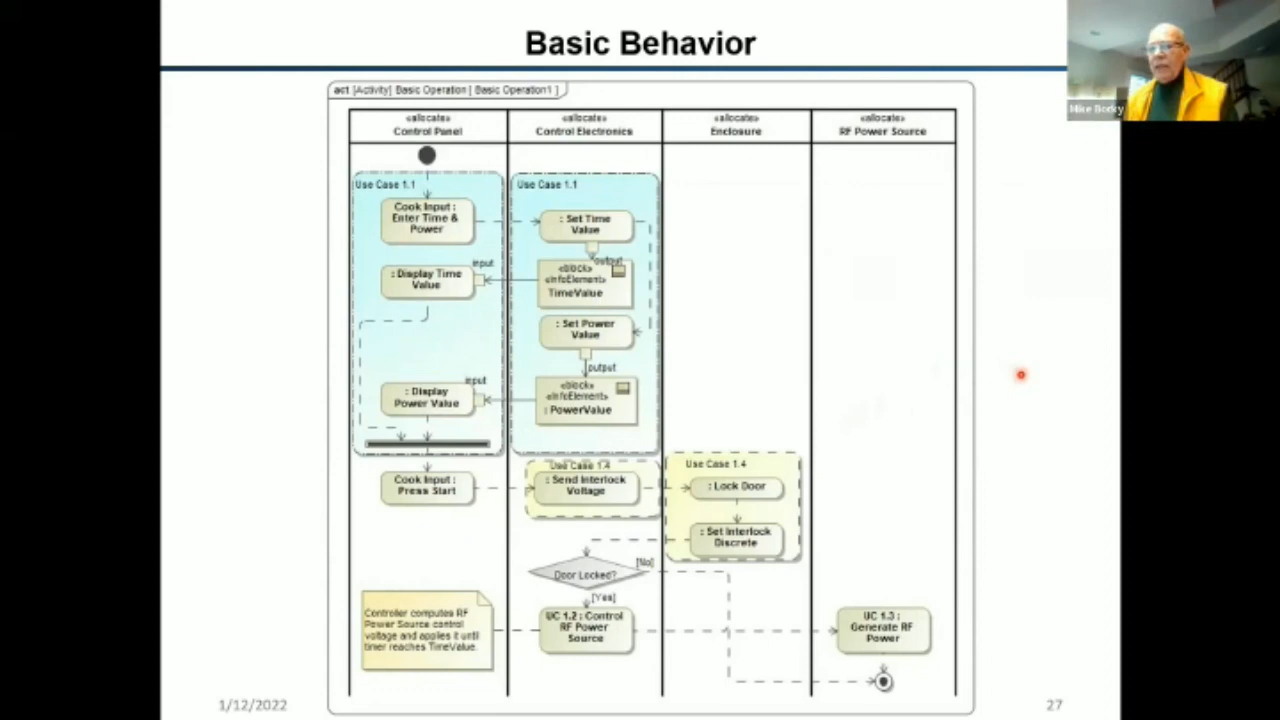 Basic Behavior
Mike Borky
act [Activity] Basic Operation [ Basic Operation1 ]
«allocate»
Control Panel
«allocate»
Control Electronics
«allocate»
Enclosure
«allocate»
RF Power Source
Use Case 1.1
Use Case 1.1
Cook Input :
Enter Time &
Power
: Set Time
Value
output
input
: Display Time
Value
«block»
«InfoElement»
TimeValue
: Set Power
Value
output
input
: Display
Power Value
«block»
«InfoElement»
: PowerValue
Use Case 1.4
Use Case 1.4
Cook Input :
Press Start
: Send Interlock
Voltage
: Lock Door
: Set Interlock
Discrete
Door Locked?
[No]
[Yes]
Controller computes RF
Power Source control
voltage and applies it until
timer reaches TimeValue.
UC 1.2 : Control
RF Power
Source
UC 1.3 :
Generate RF
Power
1/12/2022
27